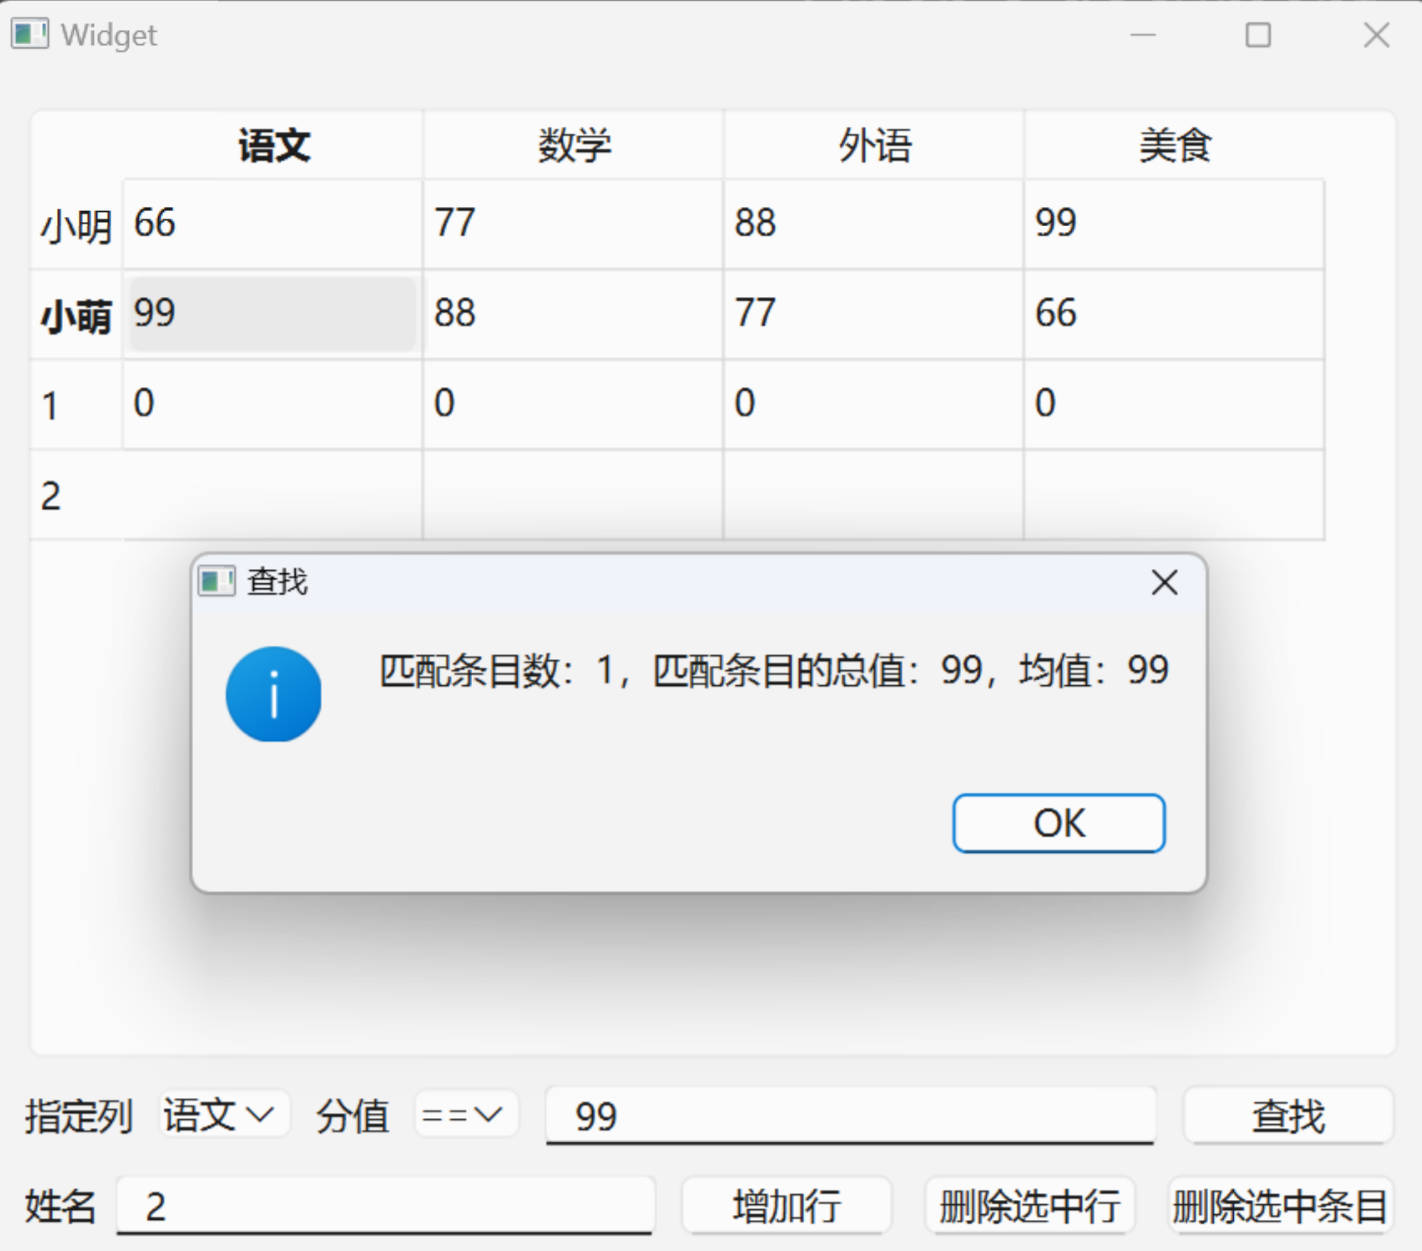 Widget
语文 数学 外语 美食
小明 66 77 88 99
小萌 99 88 77 66
1 0 0 0 0
2
查找
匹配条目数：1，匹配条目的总值：99，均值：99
OK
指定列 语文 分值 == 99 查找
姓名 2 增加行 删除选中行 删除选中条目